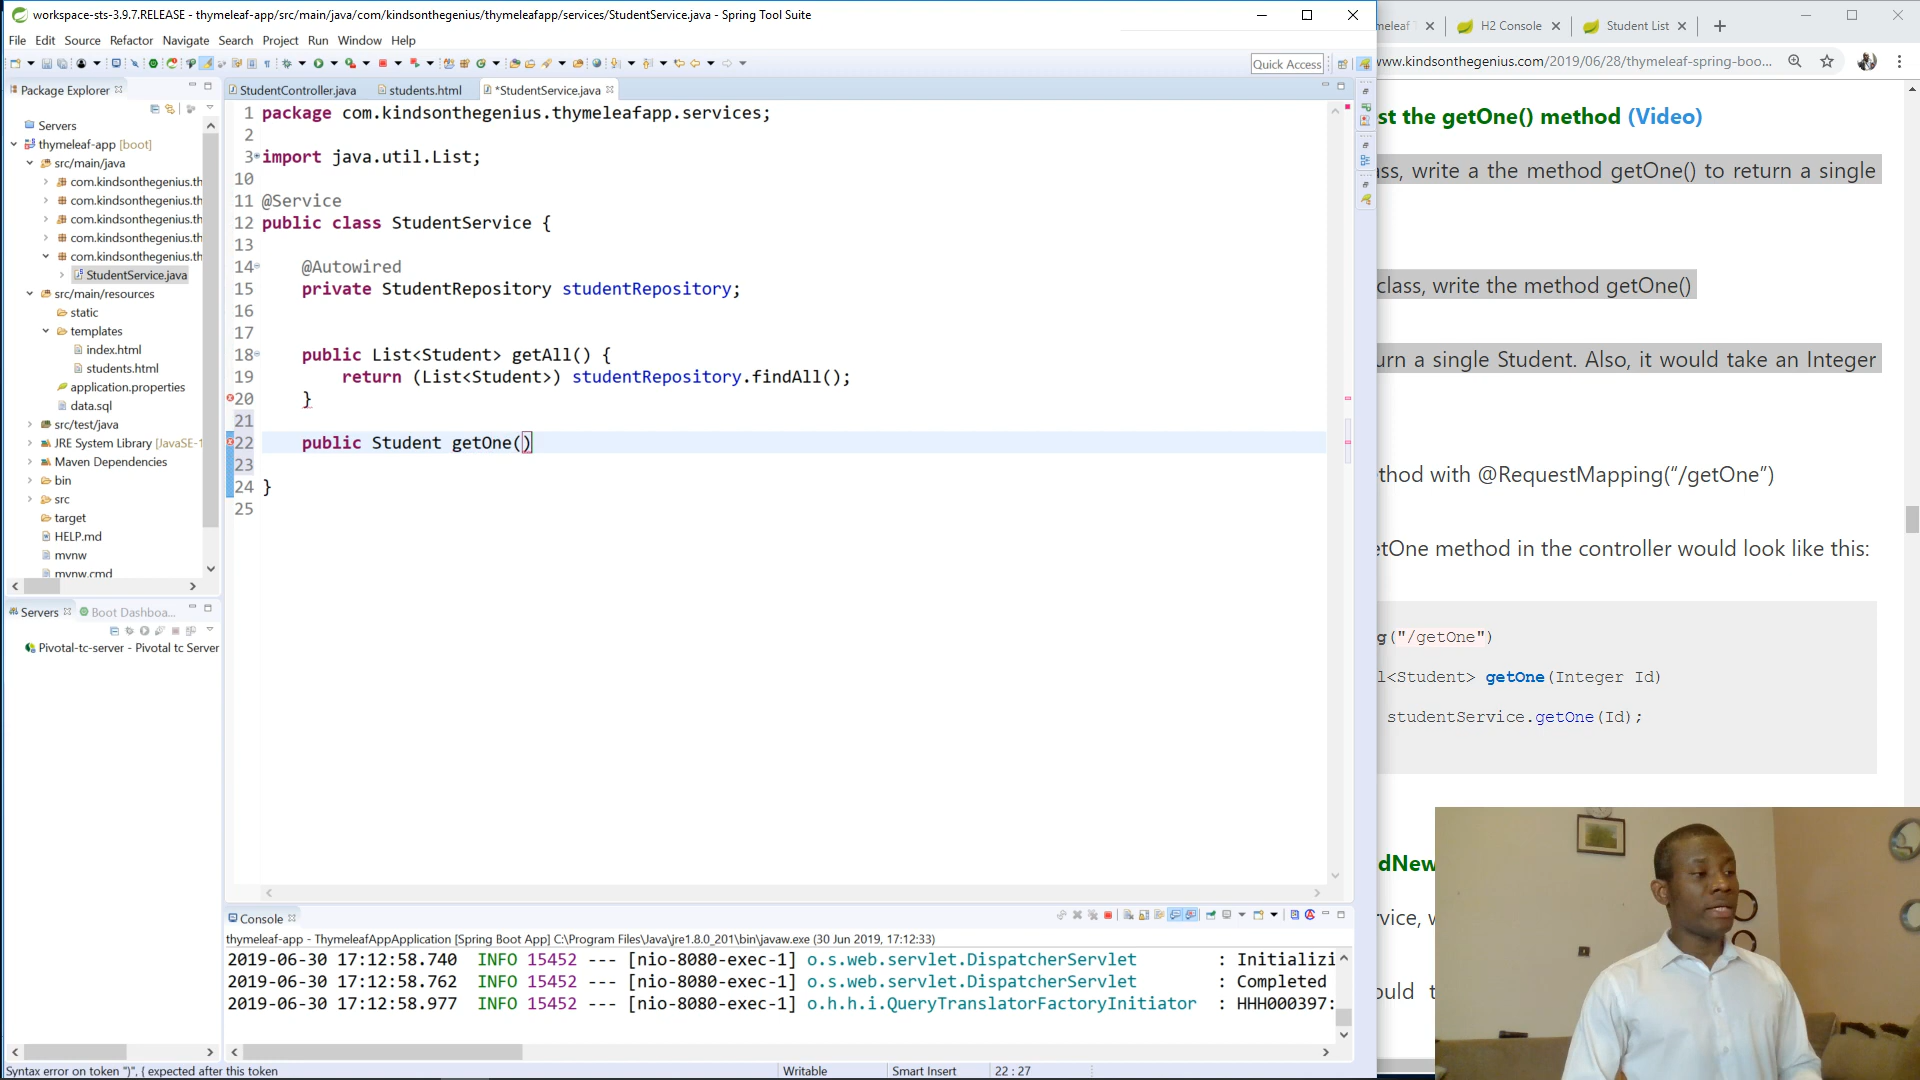 workspace-sts-3.9.7.RELEASE - thymeleaf-app/src/main/java/com/kindsonthegenius/thymeleafapp/services/StudentService.java - Spring Tool Suite
File Edit Source Refactor Navigate Search Project Run Window Help
Quick Access
Package Explorer
Servers
thymeleaf-app [boot]
src/main/java
com.kindsonthegenius.th
com.kindsonthegenius.th
com.kindsonthegenius.th
com.kindsonthegenius.th
com.kindsonthegenius.th
StudentService.java
src/main/resources
static
templates
index.html
students.html
application.properties
data.sql
src/test/java
JRE System Library [JavaSE-1
Maven Dependencies
bin
src
target
HELP.md
mvnw
mvnw.cmd
Servers Boot Dashboa...
Pivotal-tc-server - Pivotal tc Server
StudentController.java students.html *StudentService.java
1 package com.kindsonthegenius.thymeleafapp.services;
2
3 import java.util.List;
10
11 @Service
12 public class StudentService {
13
14 @Autowired
15 private StudentRepository studentRepository;
16
17
18 public List<Student> getAll() {
19 return (List<Student>) studentRepository.findAll();
20 }
21
22 public Student getOne()
23
24 }
25
Console
thymeleaf-app - ThymeleafAppApplication [Spring Boot App] C:\Program Files\Java\jre1.8.0_201\bin\javaw.exe (30 Jun 2019, 17:12:33)
2019-06-30 17:12:58.740 INFO 15452 --- [nio-8080-exec-1] o.s.web.servlet.DispatcherServlet : Initializi
2019-06-30 17:12:58.762 INFO 15452 --- [nio-8080-exec-1] o.s.web.servlet.DispatcherServlet : Completed
2019-06-30 17:12:58.977 INFO 15452 --- [nio-8080-exec-1] o.h.h.i.QueryTranslatorFactoryInitiator : HHH000397:
Syntax error on token ")", { expected after this token
Writable Smart Insert 22 : 27
meleaf H2 Console Student List
www.kindsonthegenius.com/2019/06/28/thymeleaf-spring-boo...
st the getOne() method (Video)
ass, write a the method getOne() to return a single
class, write the method getOne()
urn a single Student. Also, it would take an Integer
thod with @RequestMapping(“/getOne”)
etOne method in the controller would look like this:
g("/getOne")
l<Student> getOne(Integer Id)
studentService.getOne(Id);
dNew
vice, w
ould t